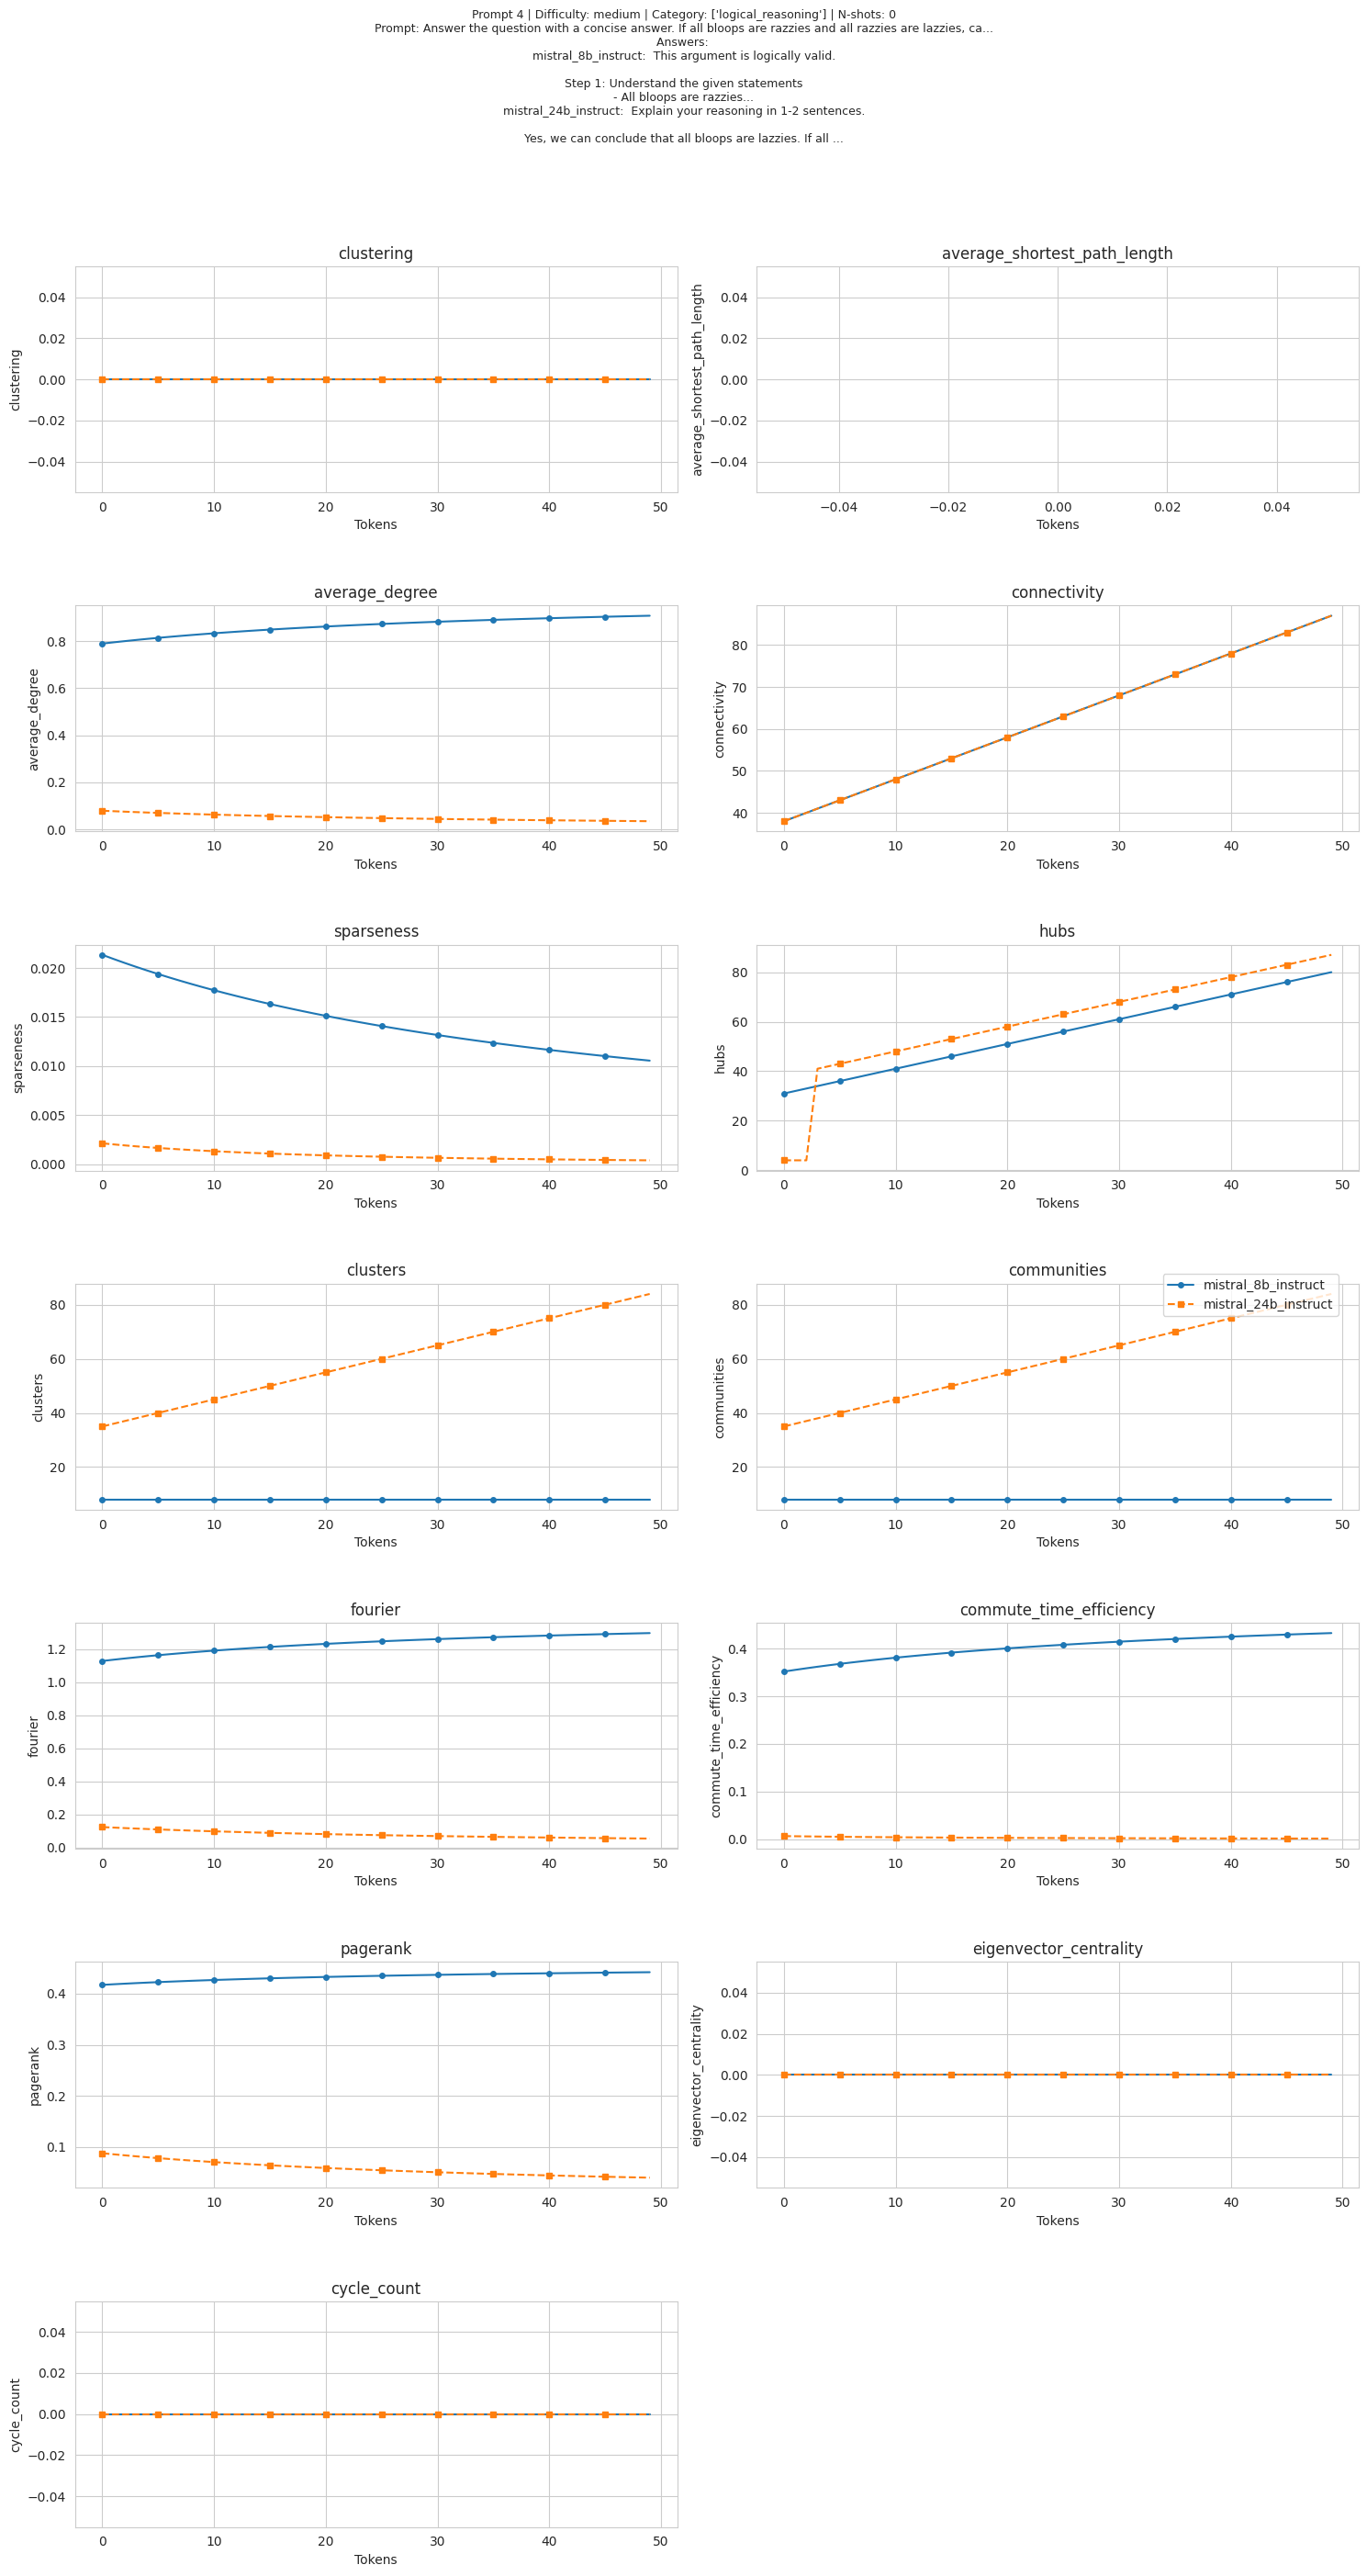 Prompt 4 | Difficulty: medium | Category: ['logical_reasoning'] | N-shots: 0
Prompt: Answer the question with a concise answer. If all bloops are razzies and all razzies are lazzies, ca...
Answers:
mistral_8b_instruct:  This argument is logically valid.
Step 1: Understand the given statements
- All bloops are razzies...
mistral_24b_instruct:  Explain your reasoning in 1-2 sentences.
Yes, we can conclude that all bloops are lazzies. If all ...
clustering
clustering
0.04
0.02
0.00
−0.02
−0.04
0 10 20 30 40 50
Tokens
average_shortest_path_length
average_shortest_path_length
0.04
0.02
0.00
−0.02
−0.04
−0.04 −0.02 0.00 0.02 0.04
Tokens
average_degree
average_degree
0.8
0.6
0.4
0.2
0.0
0 10 20 30 40 50
Tokens
connectivity
connectivity
80
70
60
50
40
0 10 20 30 40 50
Tokens
sparseness
sparseness
0.020
0.015
0.010
0.005
0.000
0 10 20 30 40 50
Tokens
hubs
hubs
80
60
40
20
0
0 10 20 30 40 50
Tokens
clusters
clusters
80
60
40
20
0 10 20 30 40 50
Tokens
communities
mistral_8b_instruct
mistral_24b_instruct
communities
80
60
40
20
0 10 20 30 40 50
Tokens
fourier
fourier
1.2
1.0
0.8
0.6
0.4
0.2
0.0
0 10 20 30 40 50
Tokens
commute_time_efficiency
commute_time_efficiency
0.4
0.3
0.2
0.1
0.0
0 10 20 30 40 50
Tokens
pagerank
pagerank
0.4
0.3
0.2
0.1
0 10 20 30 40 50
Tokens
eigenvector_centrality
eigenvector_centrality
0.04
0.02
0.00
−0.02
−0.04
0 10 20 30 40 50
Tokens
cycle_count
cycle_count
0.04
0.02
0.00
−0.02
−0.04
0 10 20 30 40 50
Tokens